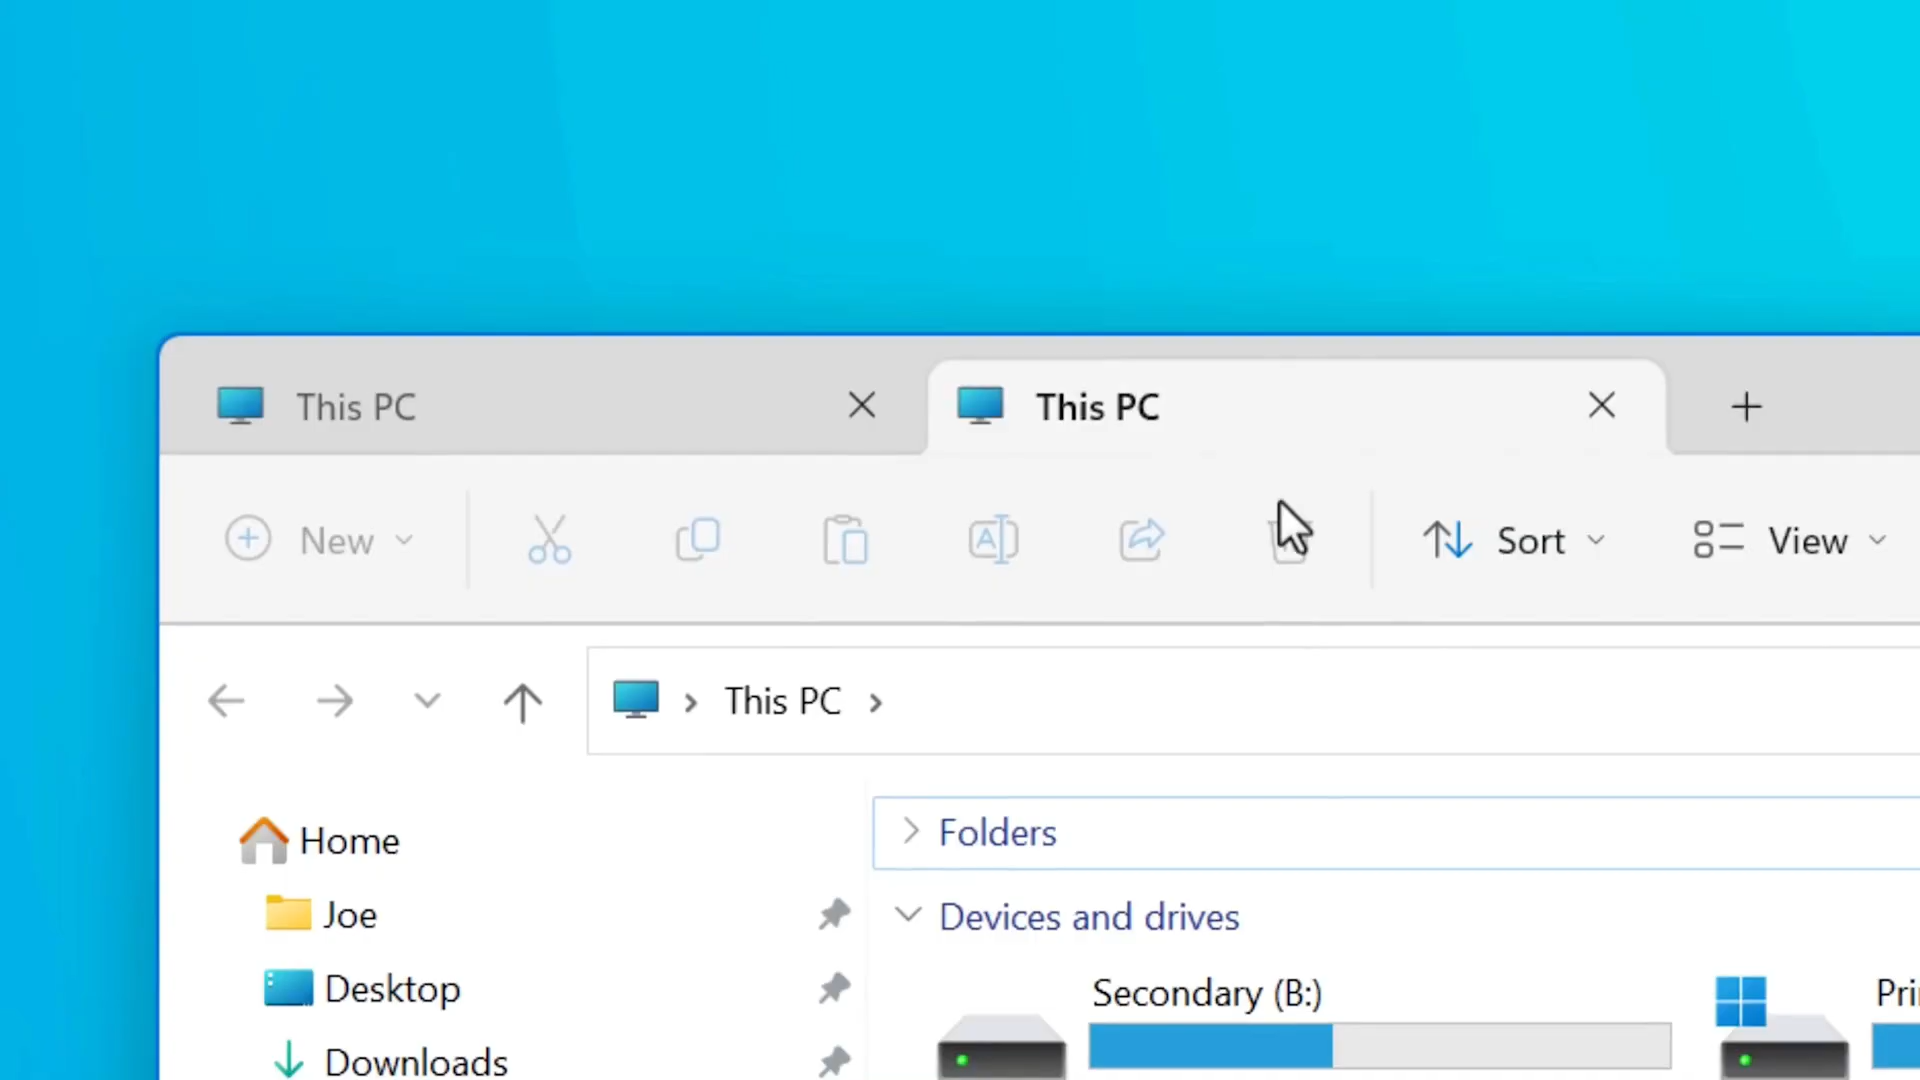 This PC
This PC
New
Sort
View
This PC
Home
Folders
Joe
Devices and drives
Desktop
Secondary (B:)
Downloads